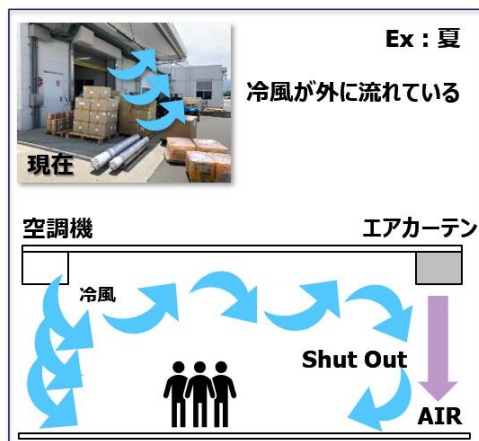 Ex：夏
冷風が外に流れている
現在
空調機
エアカーテン
冷風
Shut Out
AIR